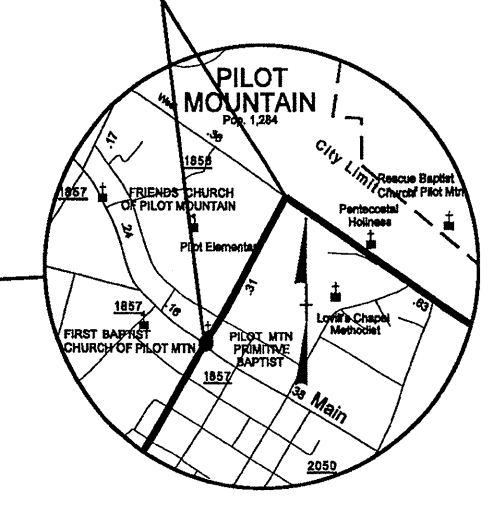 PILOT
MOUNTAIN
Pop. 1,284
.38
.17
City Limit
1858
1857
FRIENDS CHURCH
OF PILOT MOUNTAIN
Rescue Baptist
Church Pilot Mtn
Pentecostal
Holiness
.24
Pilot Elementary
.31
.16
.63
1857
Lovill's Chapel
Methodist
FIRST BAPTIST
CHURCH OF PILOT MTN
PILOT MTN
PRIMITIVE
BAPTIST
1857
.38 Main
2050